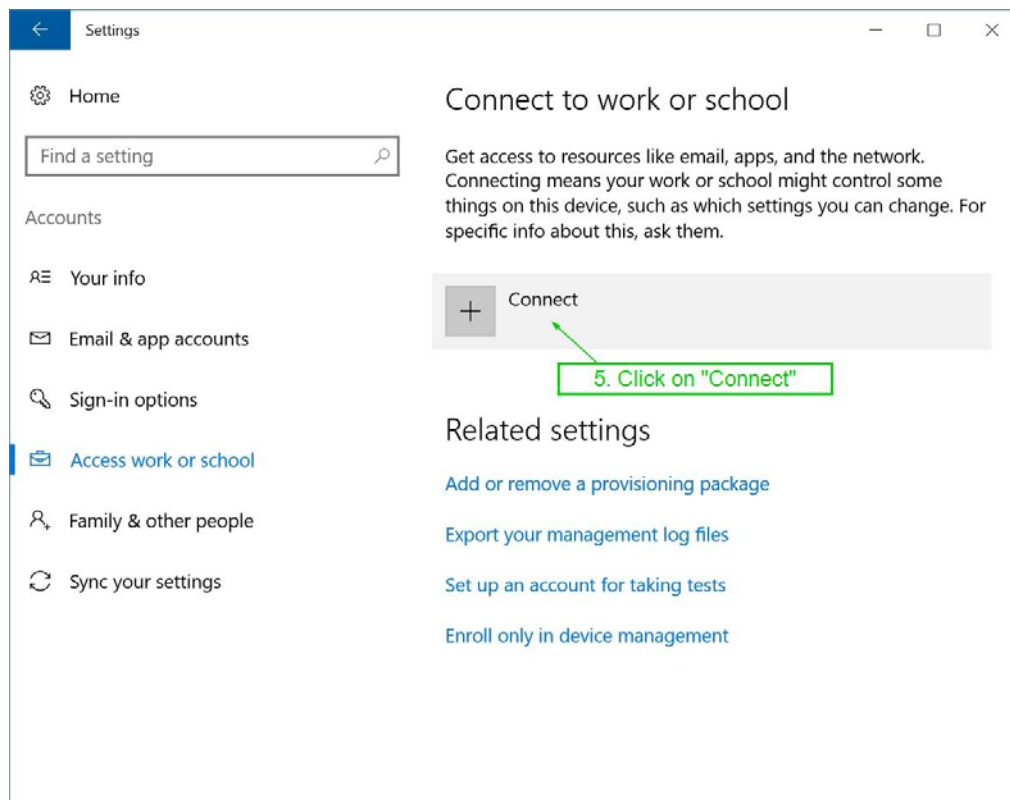 Settings
Home
Find a setting
Accounts
Your info
Email & app accounts
Sign-in options
Access work or school
Family & other people
Sync your settings
Connect to work or school
Get access to resources like email, apps, and the network.
Connecting means your work or school might control some
things on this device, such as which settings you can change. For
specific info about this, ask them.
Connect
5. Click on "Connect"
Related settings
Add or remove a provisioning package
Export your management log files
Set up an account for taking tests
Enroll only in device management